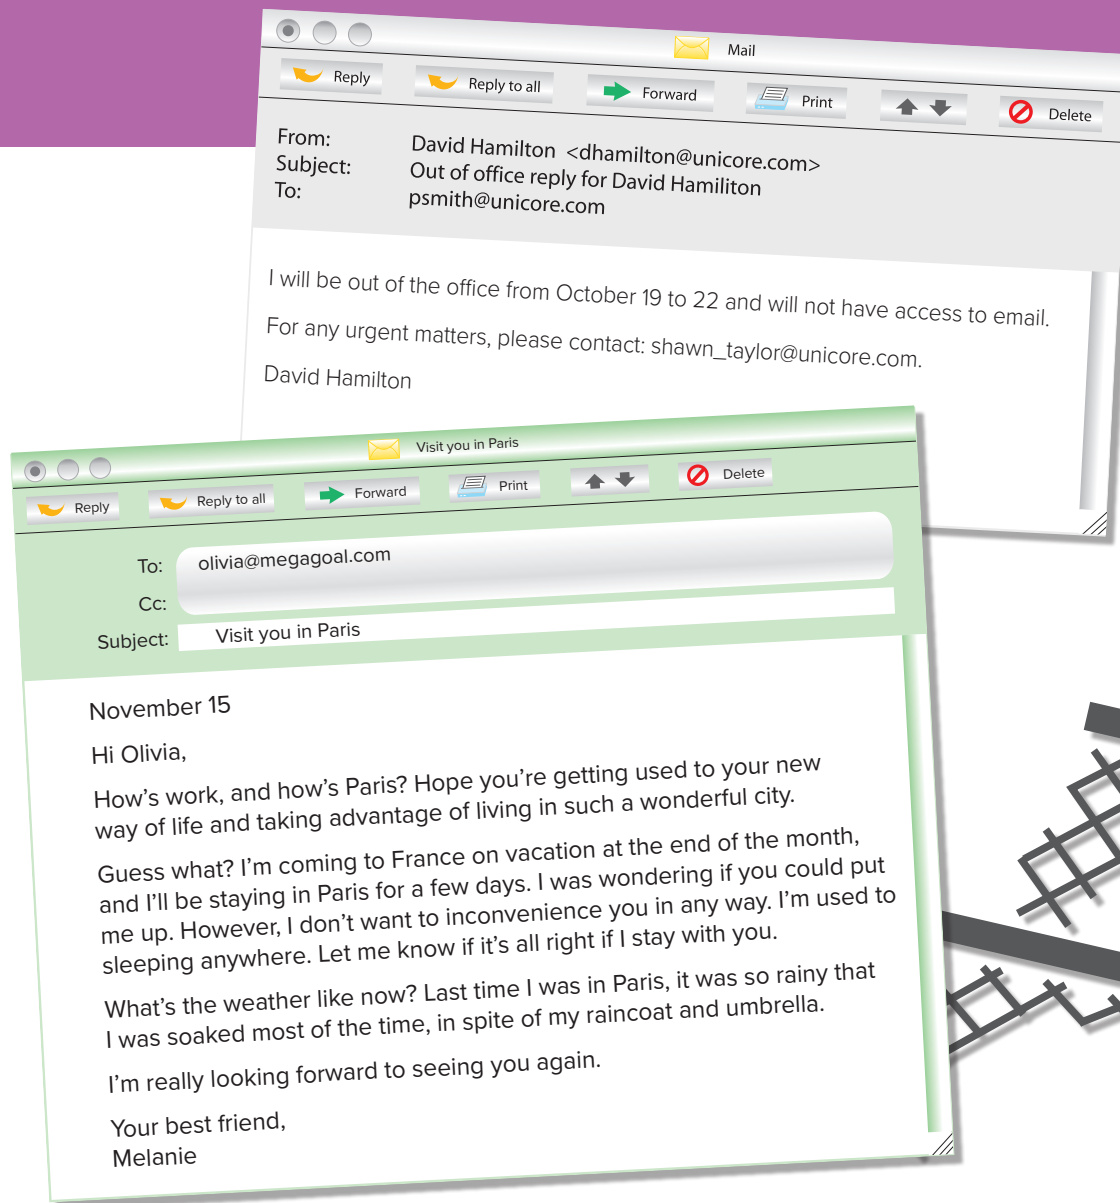 Mail
Reply
Reply to all
Forward
Print
Delete
From: David Hamilton <dhamilton@unicore.com>
Subject: Out of office reply for David Hamiliton
To: psmith@unicore.com
I will be out of the office from October 19 to 22 and will not have access to email.
For any urgent matters, please contact: shawn_taylor@unicore.com.
David Hamilton
Visit you in Paris
Reply
Reply to all
Forward
Print
Delete
To: olivia@megagoal.com
Cc:
Subject: Visit you in Paris
November 15
Hi Olivia,
How's work, and how's Paris? Hope you're getting used to your new
way of life and taking advantage of living in such a wonderful city.
Guess what? I'm coming to France on vacation at the end of the month,
and I'll be staying in Paris for a few days. I was wondering if you could put
me up. However, I don't want to inconvenience you in any way. I'm used to
sleeping anywhere. Let me know if it's all right if I stay with you.
What's the weather like now? Last time I was in Paris, it was so rainy that
I was soaked most of the time, in spite of my raincoat and umbrella.
I'm really looking forward to seeing you again.
Your best friend,
Melanie